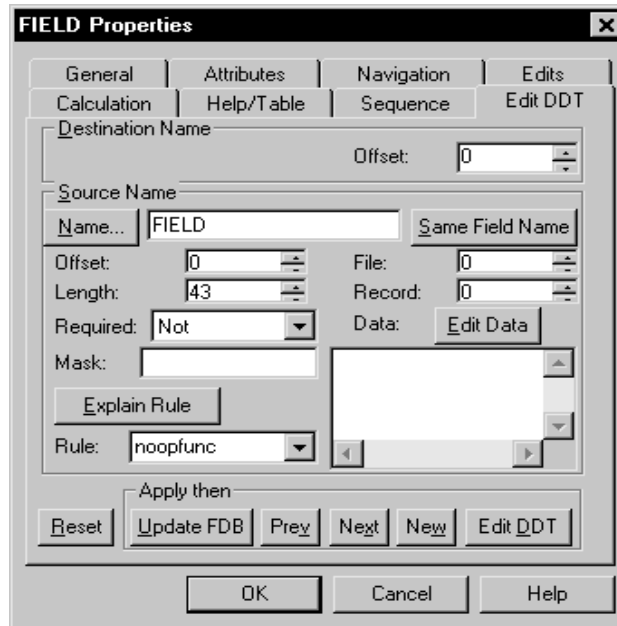 FIELD Properties
General Attributes Navigation Edits
Calculation Help/Table Sequence Edit DDT
Destination Name
Offset: 0
Source Name
Name... FIELD Same Field Name
Offset: 0 File: 0
Length: 43 Record: 0
Required: Not Data: Edit Data
Mask:
Explain Rule
Rule: noopfunc
Apply then
Reset Update FDB Prev Next New Edit DDT
OK Cancel Help